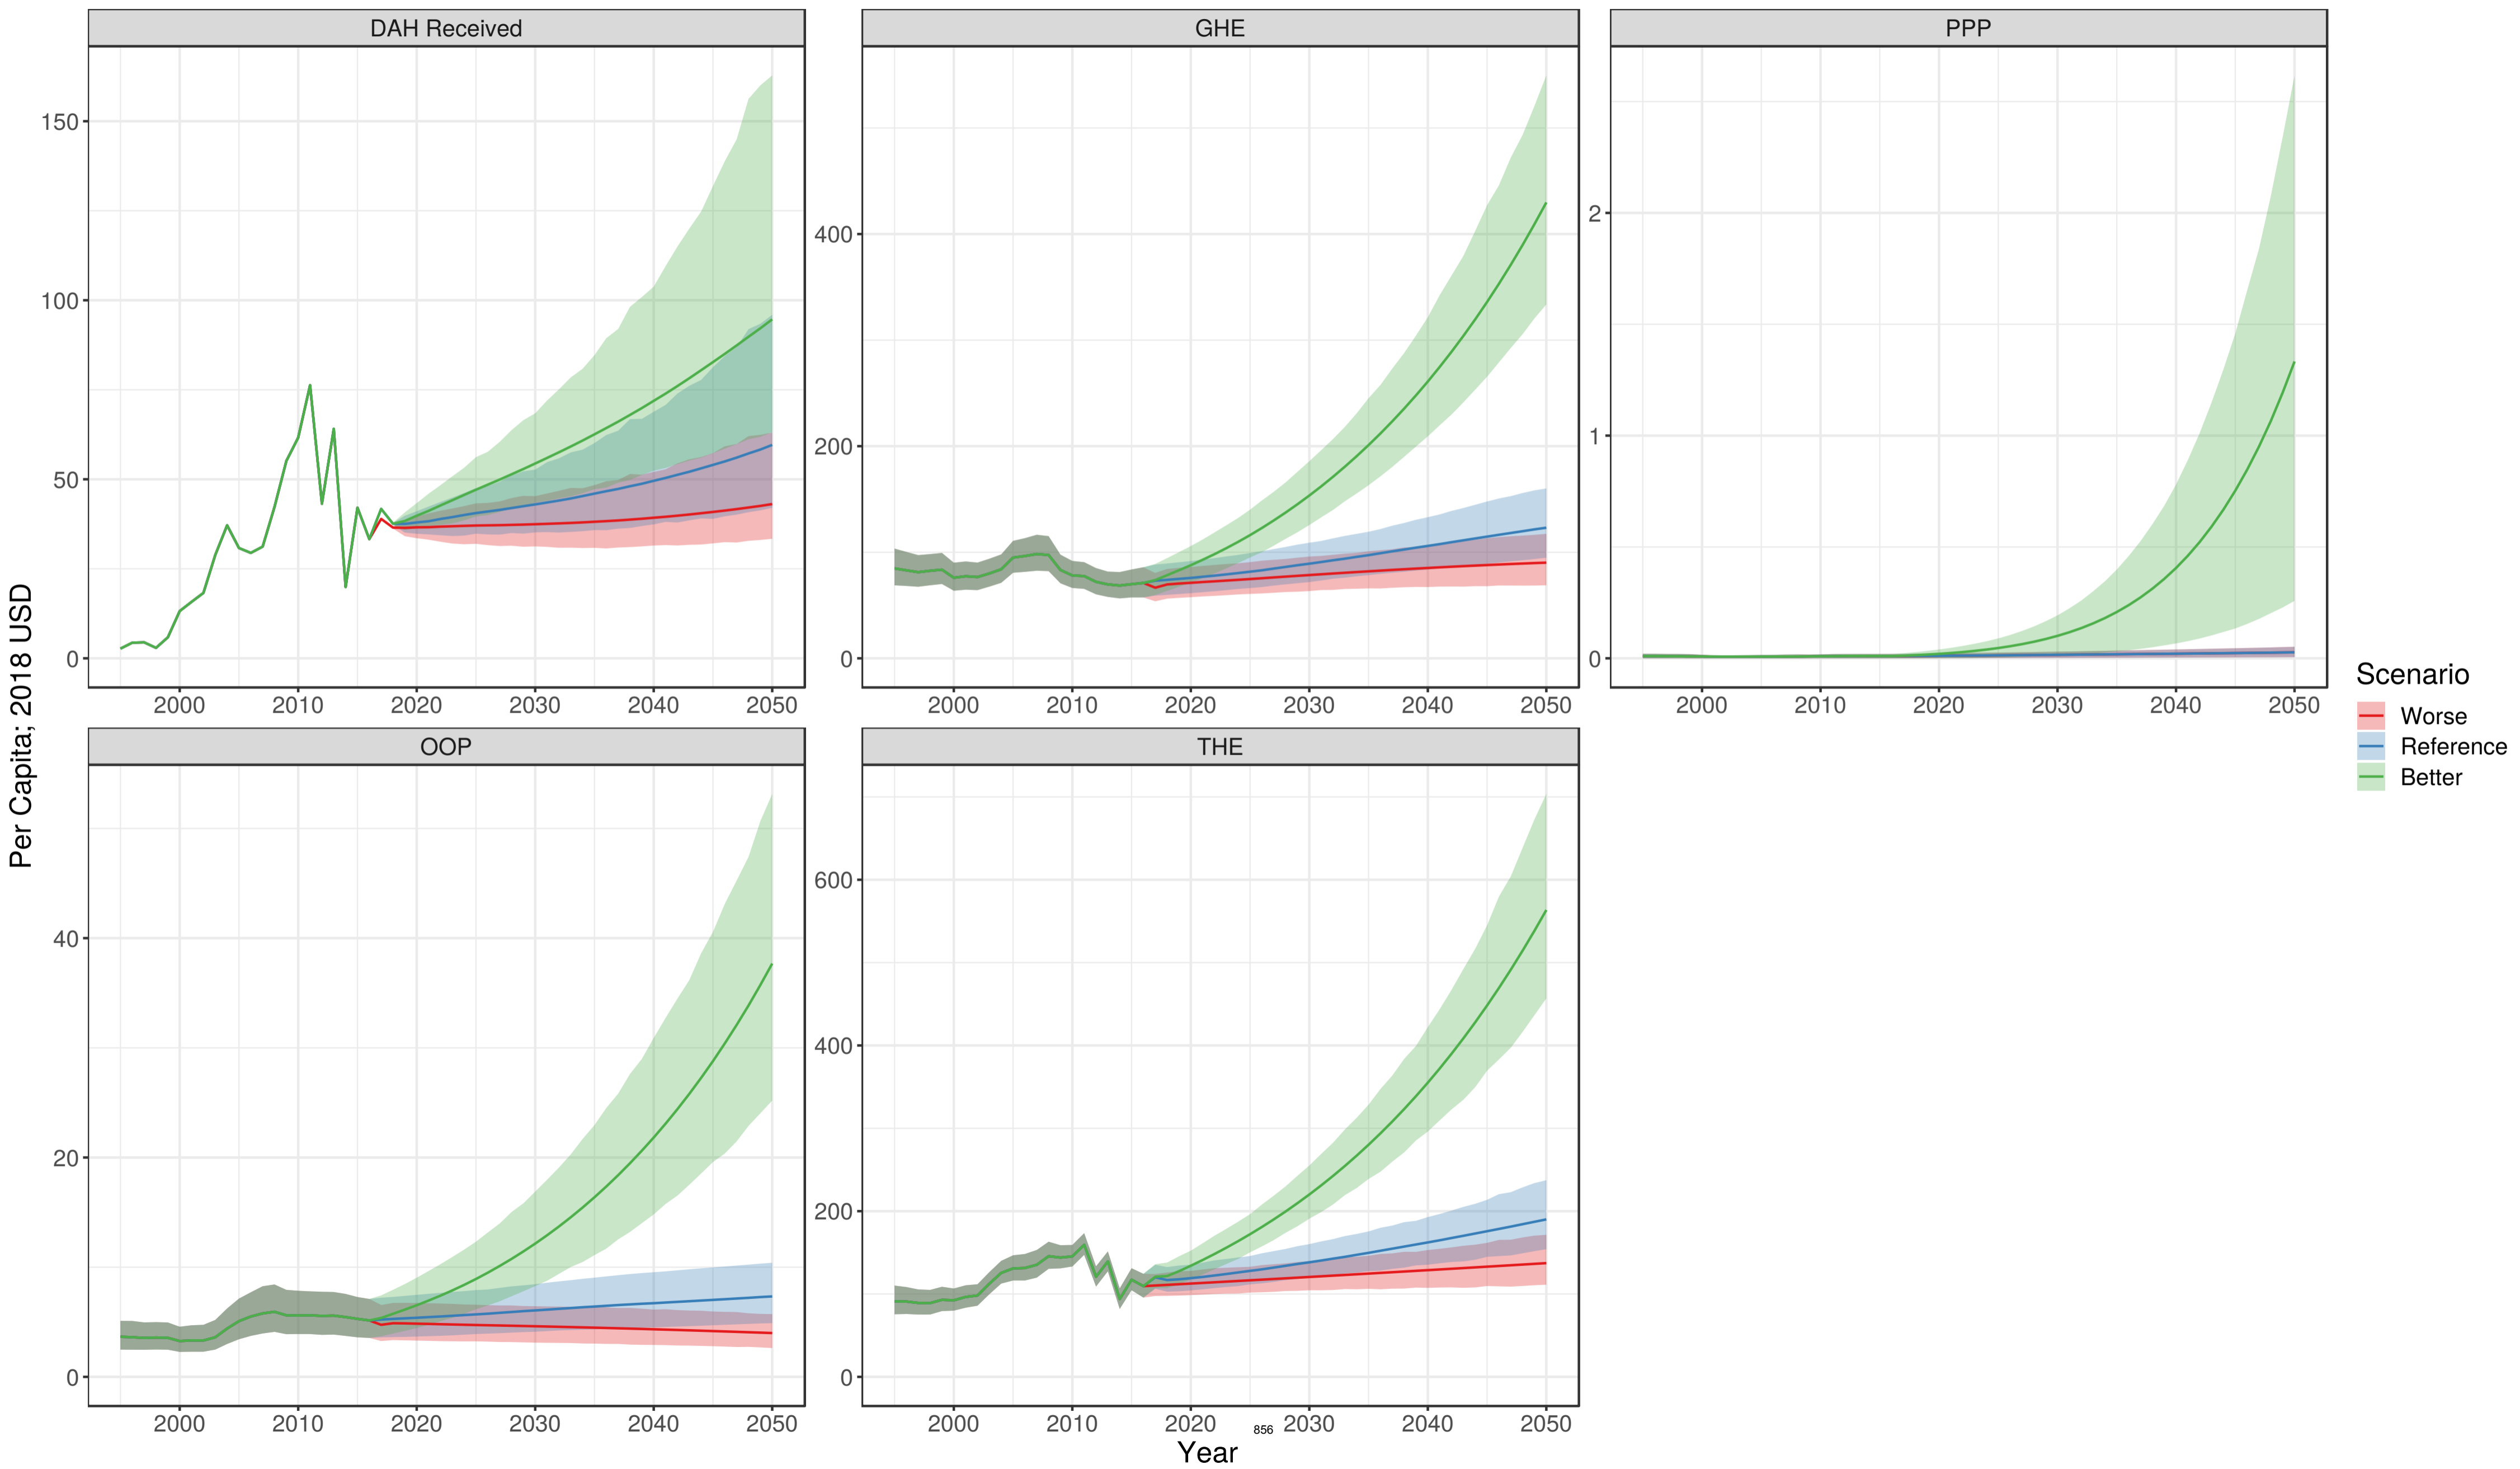 DAH Received
GHE
PPP
150
100
50
0
400
200
0
2
1
0
2000 2010 2020 2030 2040 2050
2000 2010 2020 2030 2040 2050
2000 2010 2020 2030 2040 2050
OOP
THE
40
20
0
600
400
200
0
2000 2010 2020 2030 2040 2050
2000 2010 2020 2030 2040 2050
856
Year
Per Capita; 2018 USD
Scenario
Worse
Reference
Better